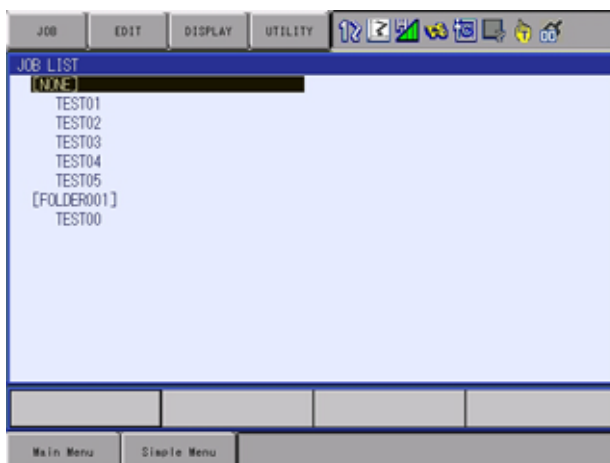 JOB EDIT DISPLAY UTILITY
JOB LIST
[NONE]
TEST01
TEST02
TEST03
TEST04
TEST05
[FOLDER001]
TEST00
Main Menu Simple Menu